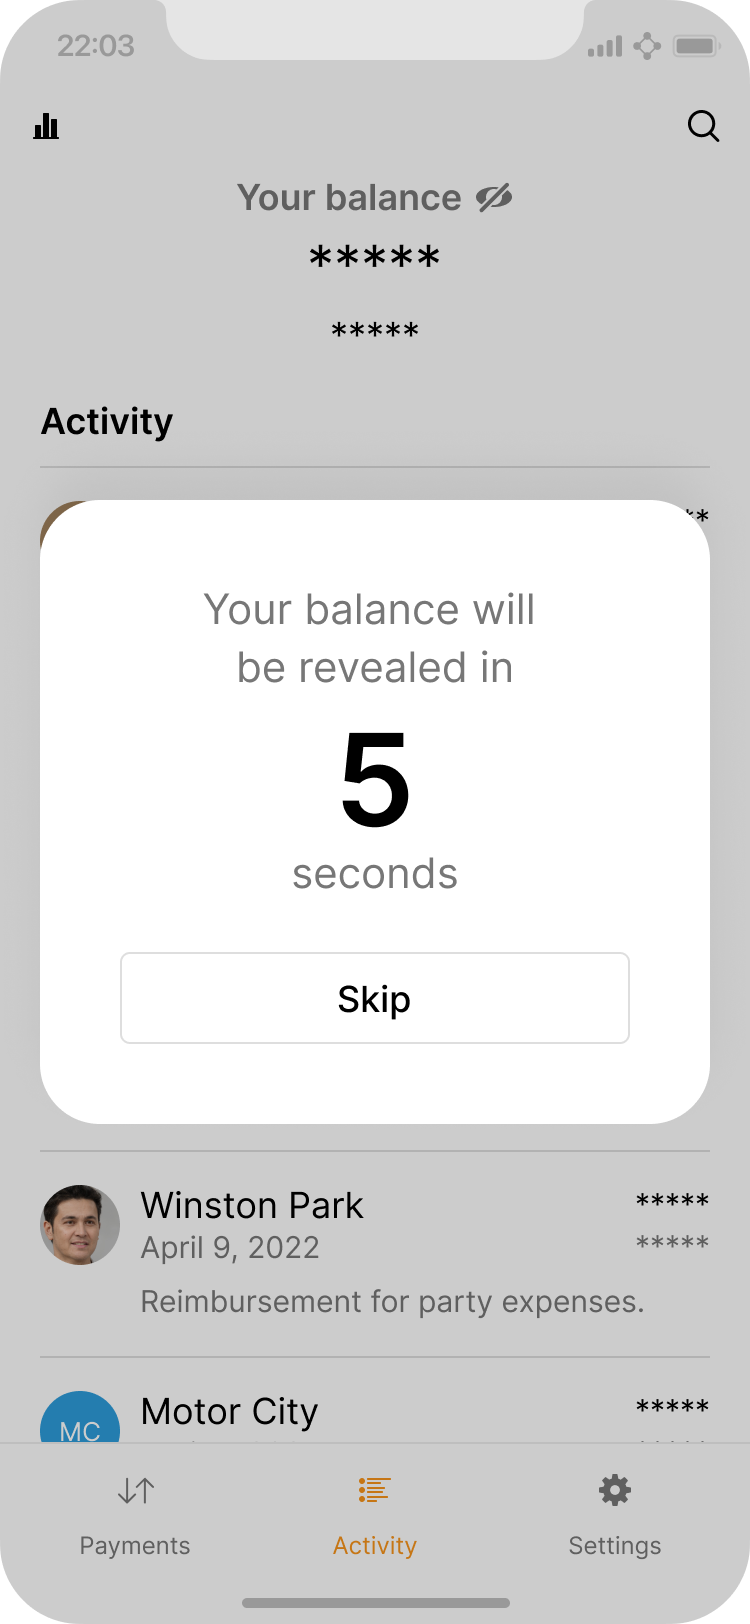 22:03
Your balance
*****
*****
Activity
**
Your balance will
be revealed in
5
seconds
Skip
Winston Park
*****
April 9, 2022
*****
Reimbursement for party expenses.
Motor City
*****
MC
Payments
Activity
Settings